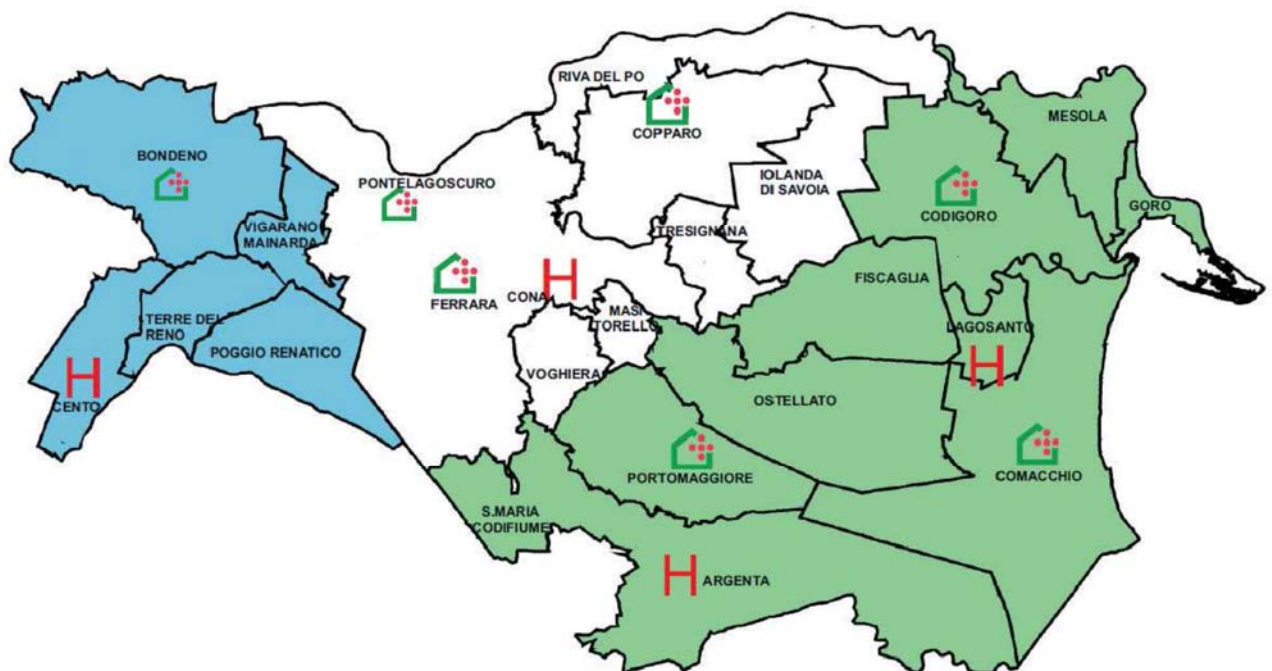 RIVA DEL PO
COPPARO
MESOLA
BONDENO
PONTELAGOSCURO
IOLANDA
DI SAVOIA
CODIGORO
GORO
VIGARANO
MAINARDA
TRESIGNANA
FISCAGLIA
FERRARA
CONA
H
MASI
TORELLO
LAGOSANTO
H
TERRE DEL
RENO
POGGIO RENATICO
VOGHIERA
H
CENTO
OSTELLATO
PORTOMAGGIORE
COMACCHIO
S.MARIA
CODIFIUME
H
ARGENTA